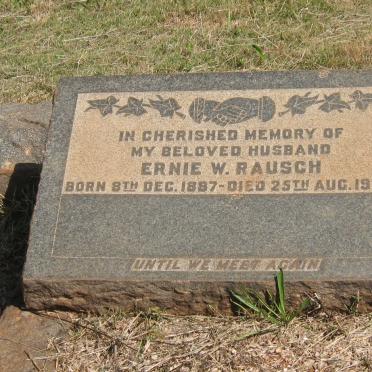 IN CHERISHED MEMORY OF
MY BELOVED HUSBAND
ERNIE W. RAUSCH
BORN 8TH DEC. 1887-DIED 25TH AUG.
UNTIL WE MEET AGAIN